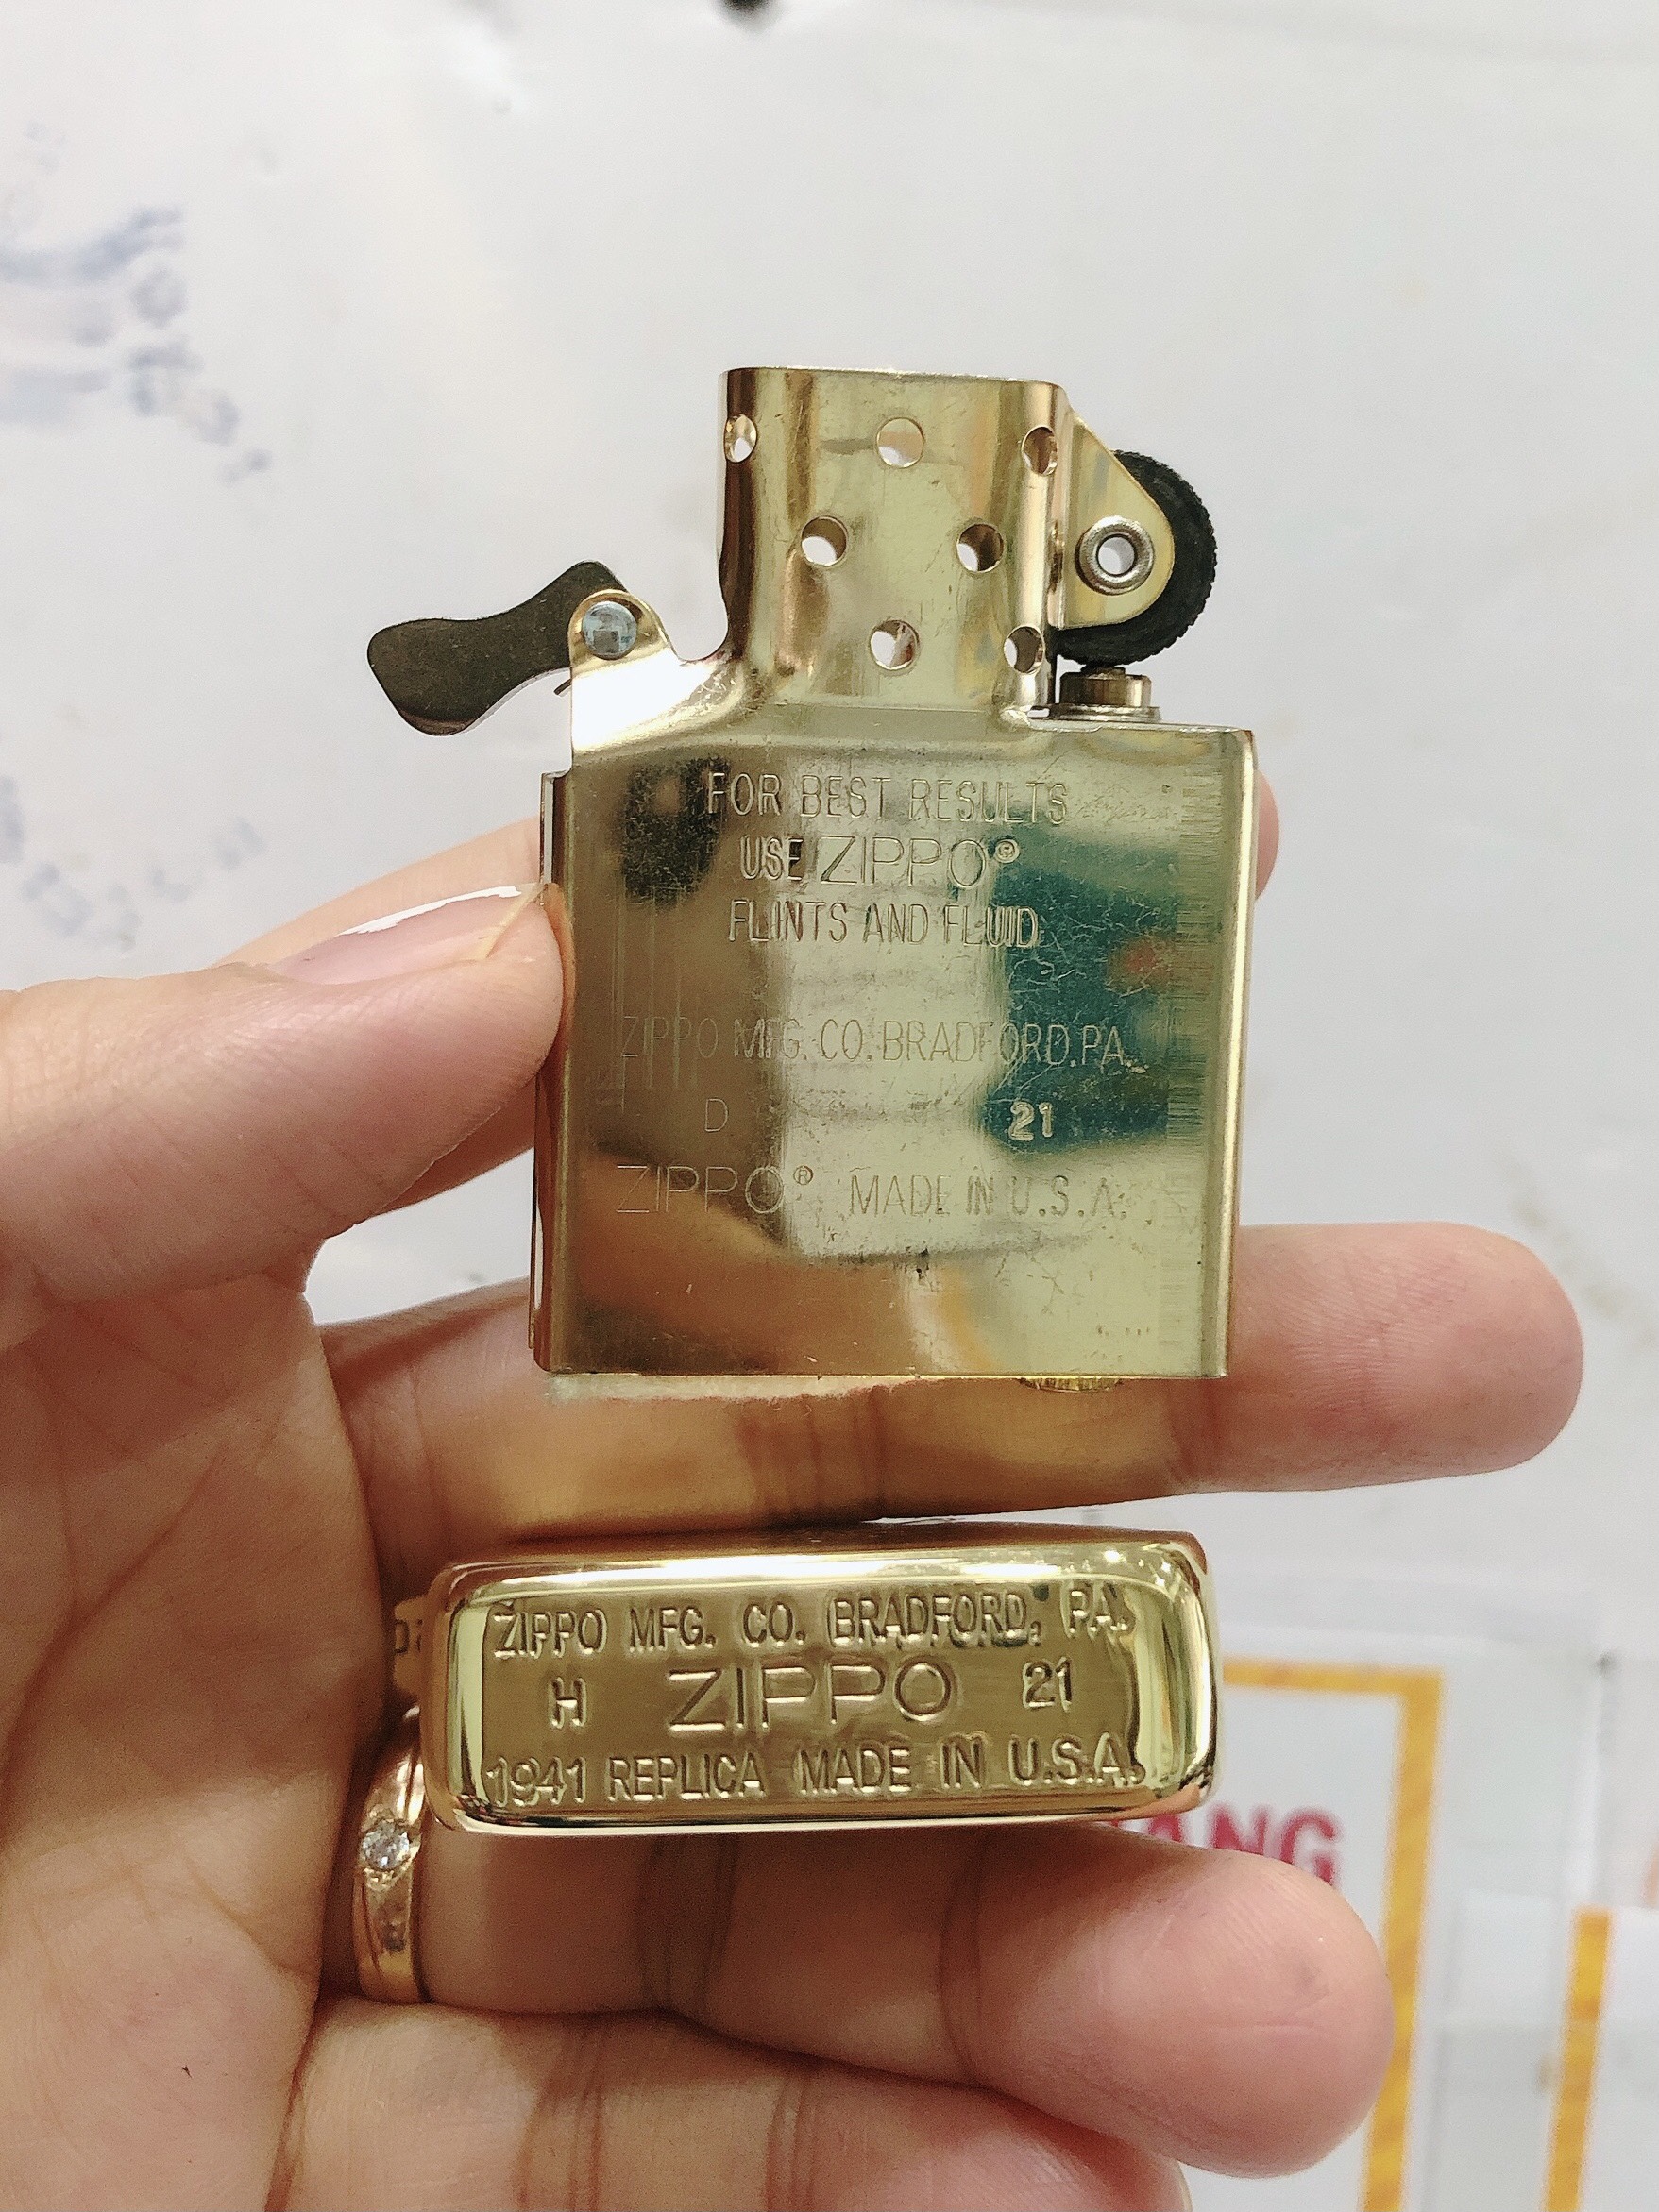 FOR BEST RESULTS
USE ZIPPO®
FLINTS AND FLUID
ZIPPO MFG. CO. BRADFORD. PA.
D 21
ZIPPO® MADE IN U.S.A.
ZIPPO MFG. CO. BRADFORD, PA.
H ZIPPO 21
1941 REPLICA MADE IN U.S.A.